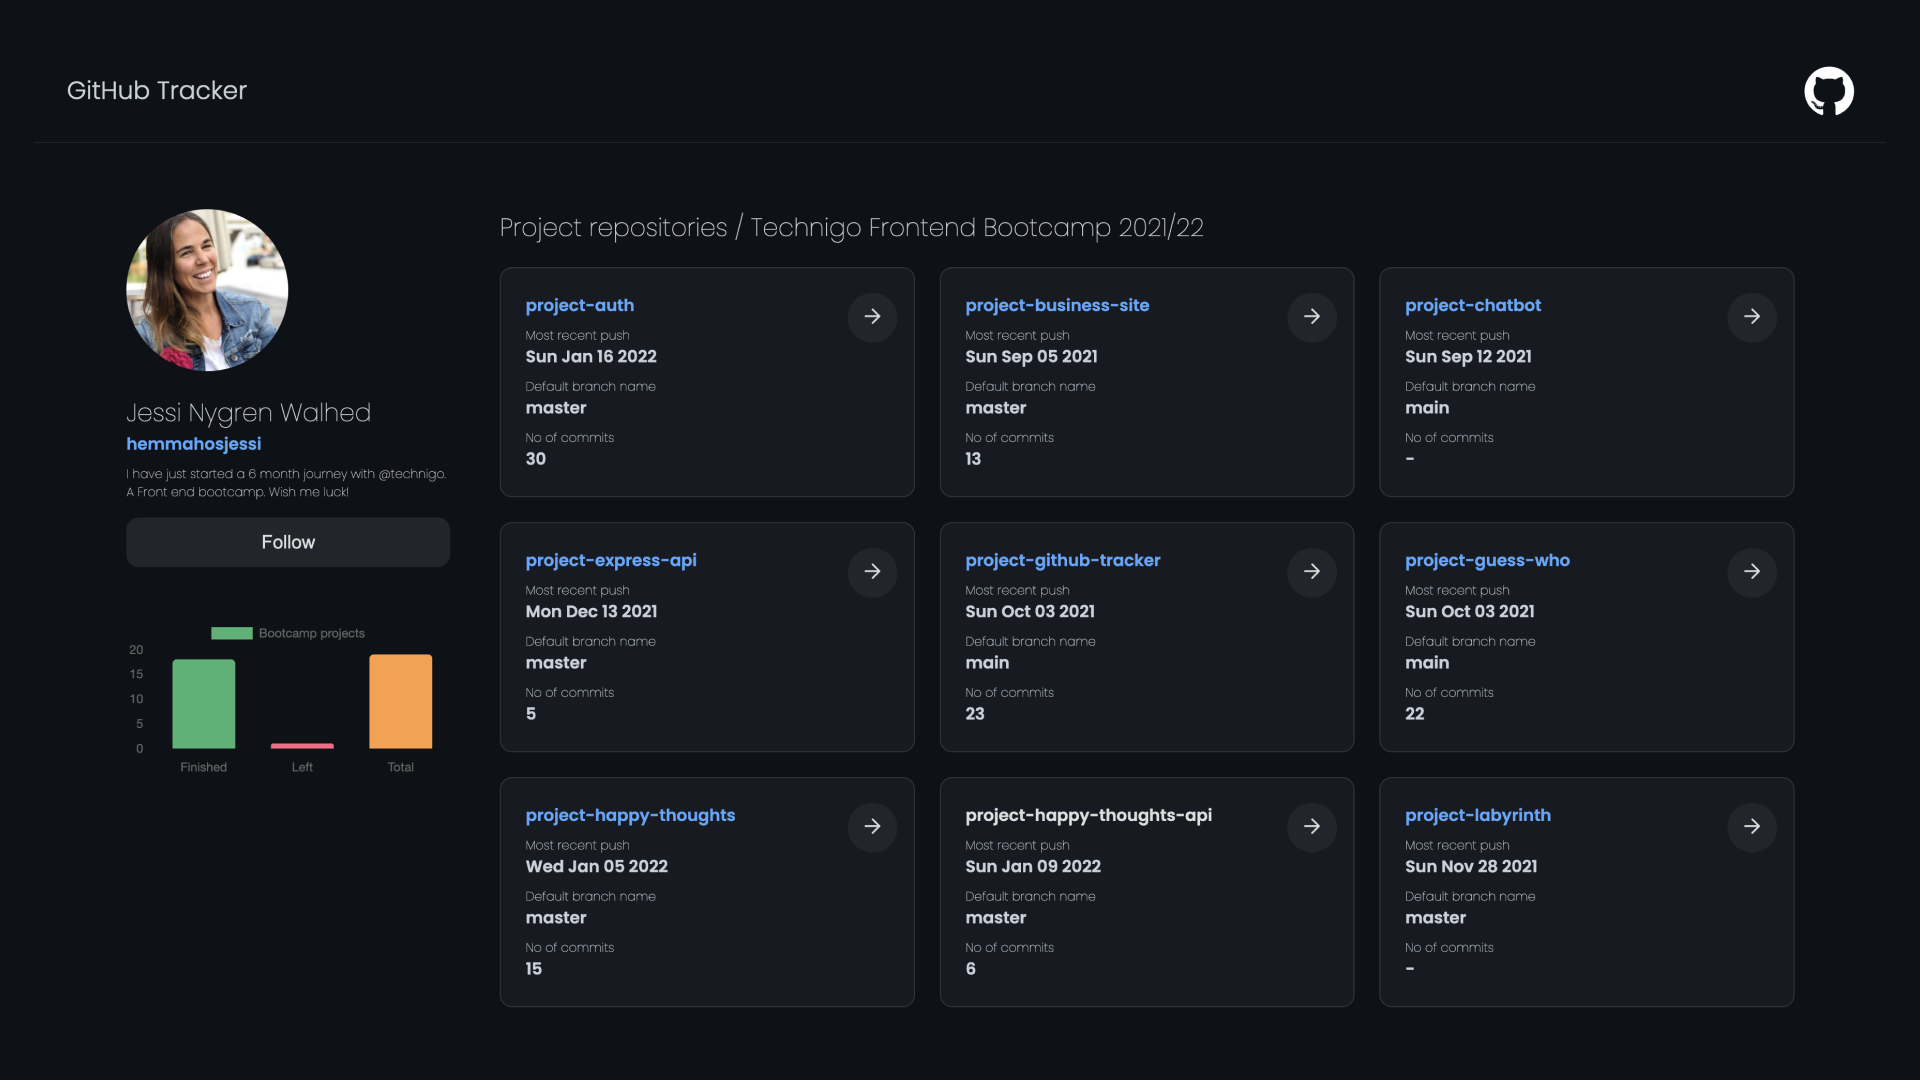 GitHub Tracker
Jessi Nygren Walhed
hemmahosjessi
I have just started a 6 month journey with @technigo.
A Front end bootcamp. Wish me luck!
Follow
Bootcamp projects
20
15
10
5
0
Finished Left Total
Project repositories / Technigo Frontend Bootcamp 2021/22
project-auth
Most recent push
Sun Jan 16 2022
Default branch name
master
No of commits
30
project-business-site
Most recent push
Sun Sep 05 2021
Default branch name
master
No of commits
13
project-chatbot
Most recent push
Sun Sep 12 2021
Default branch name
main
No of commits
-
project-express-api
Most recent push
Mon Dec 13 2021
Default branch name
master
No of commits
5
project-github-tracker
Most recent push
Sun Oct 03 2021
Default branch name
main
No of commits
23
project-guess-who
Most recent push
Sun Oct 03 2021
Default branch name
main
No of commits
22
project-happy-thoughts
Most recent push
Wed Jan 05 2022
Default branch name
master
No of commits
15
project-happy-thoughts-api
Most recent push
Sun Jan 09 2022
Default branch name
master
No of commits
6
project-labyrinth
Most recent push
Sun Nov 28 2021
Default branch name
master
No of commits
-